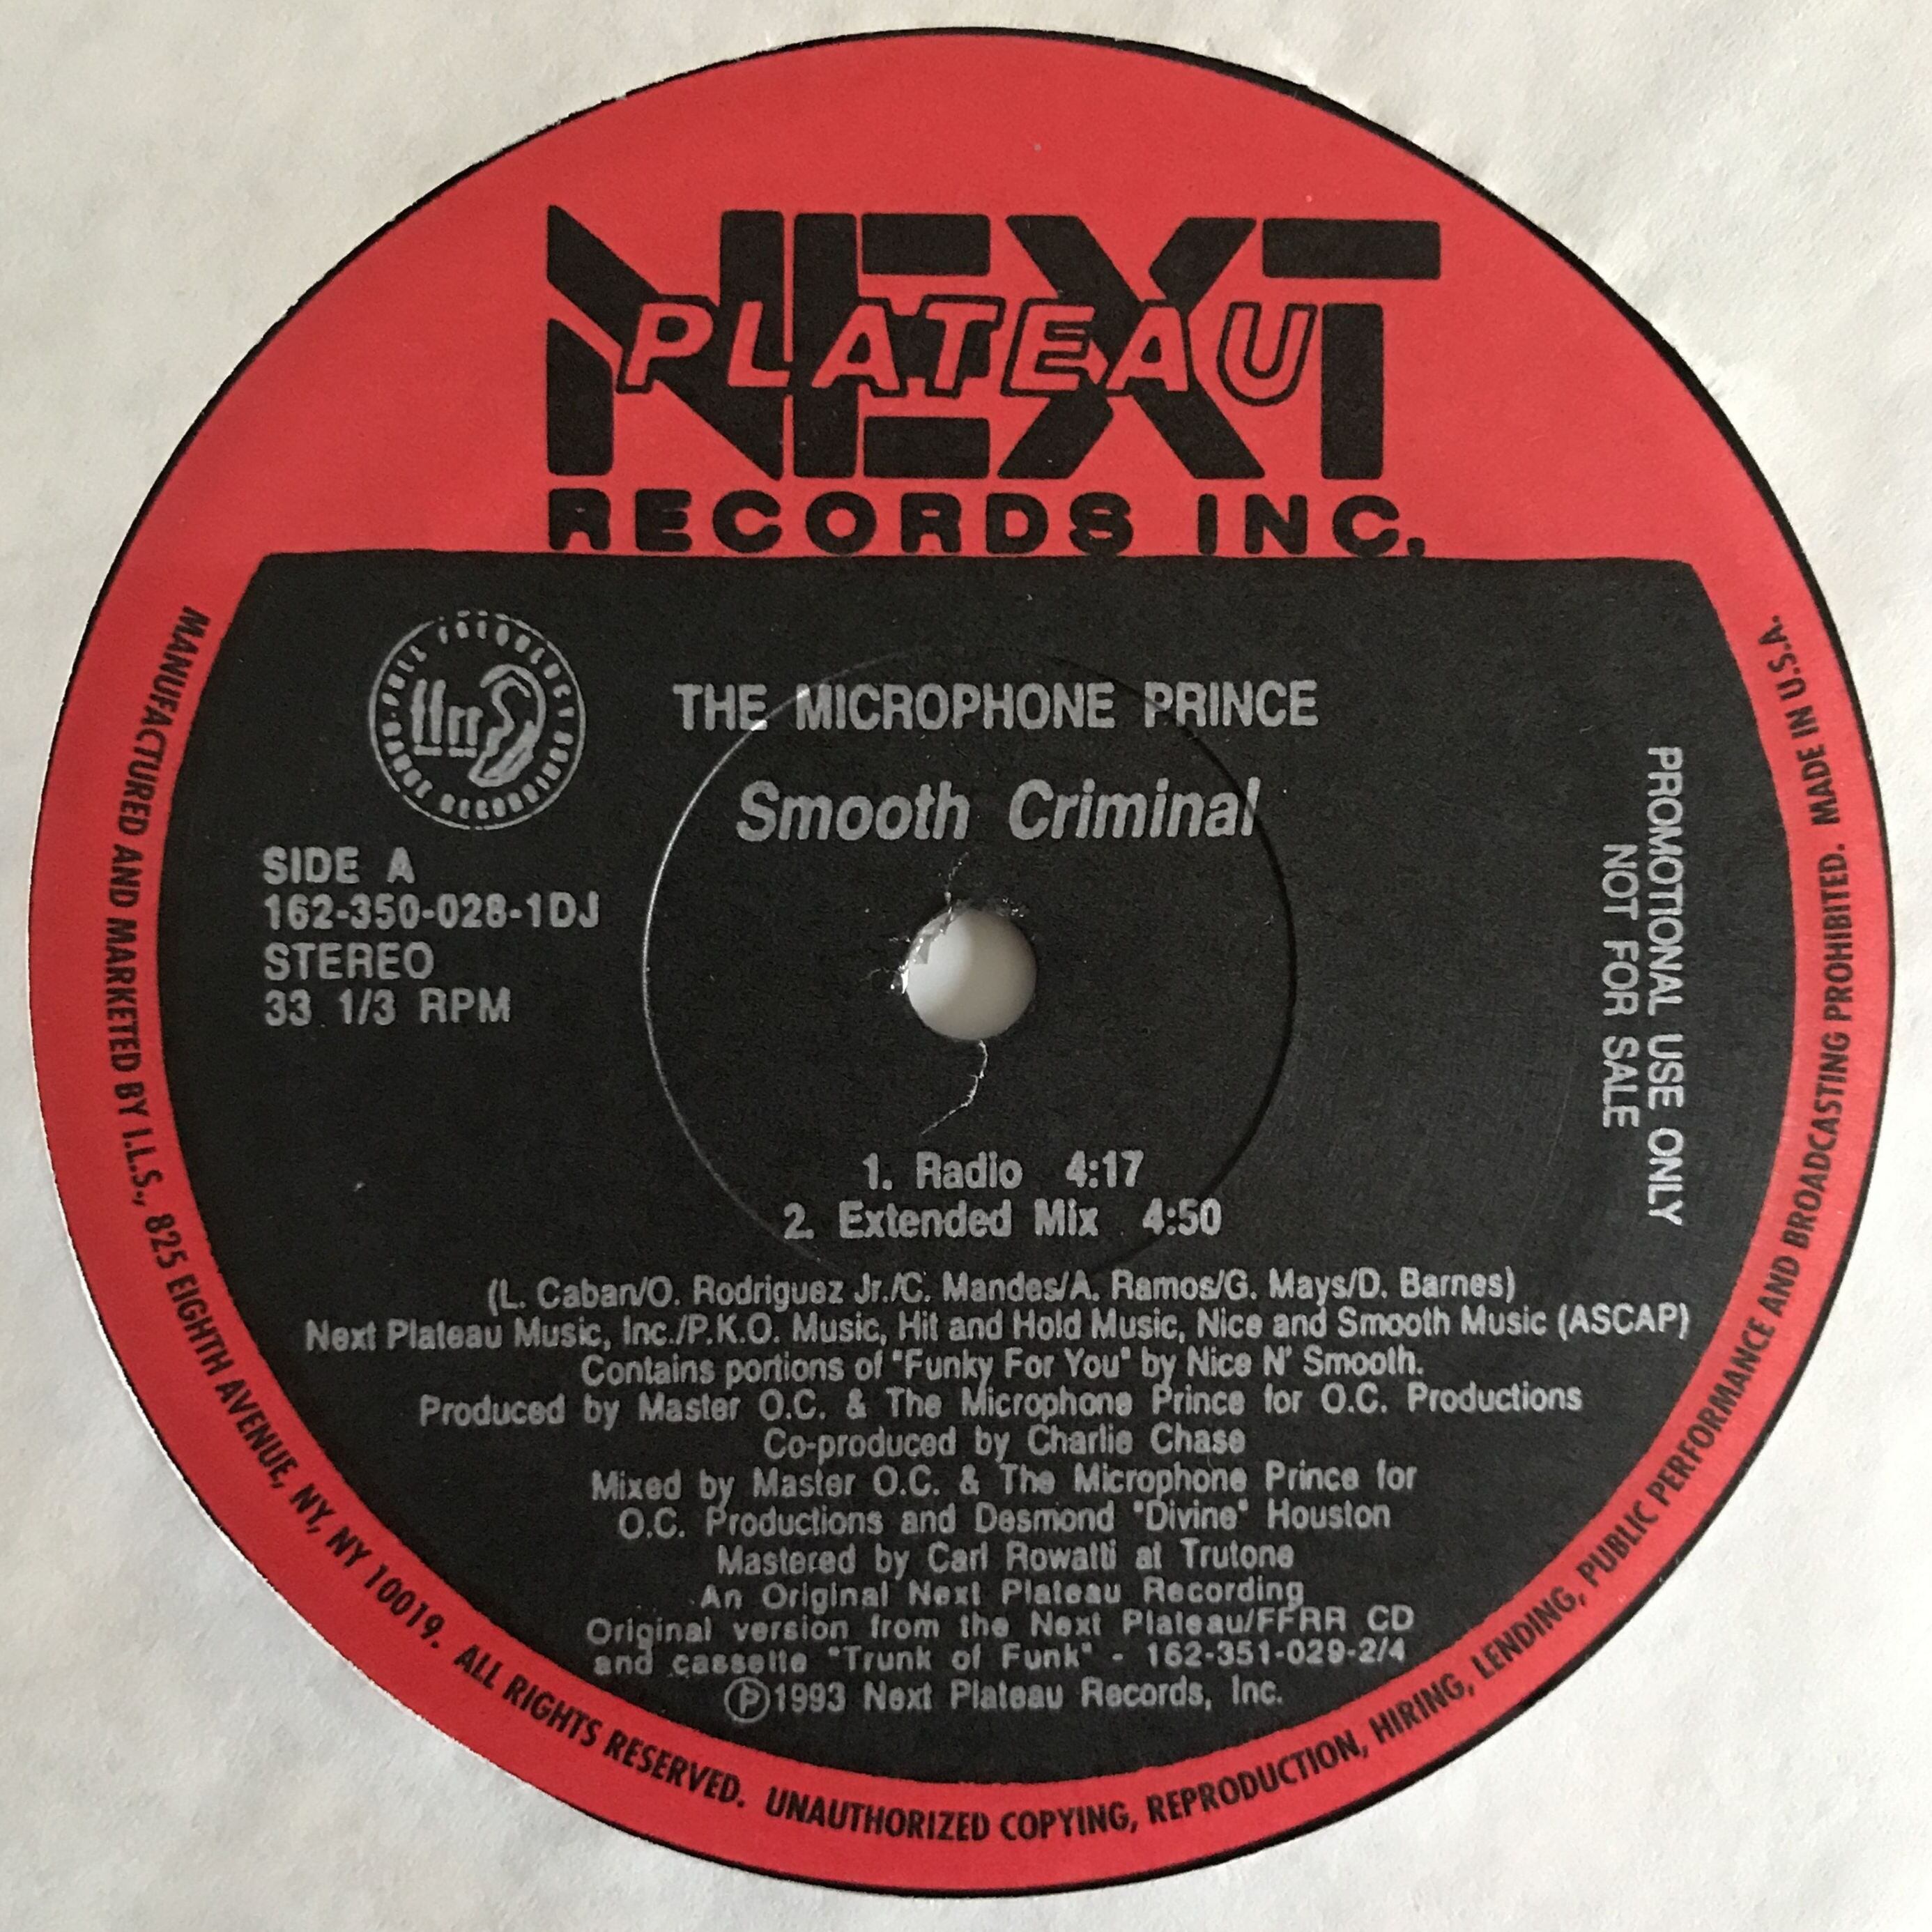 NEXT
PLATEAU
RECORDS INC.
FULL FREQUENCY RANGE RECORDINGS
ffrr
THE MICROPHONE PRINCE
Smooth Criminal
SIDE A
162-350-028-1DJ
STEREO
33 1/3 RPM
PROMOTIONAL USE ONLY
NOT FOR SALE
1. Radio 4:17
2. Extended Mix 4:50
(L. Caban/O. Rodriguez Jr./C. Mandes/A. Ramos/G. Mays/D. Barnes)
Next Plateau Music, Inc./P.K.O. Music, Hit and Hold Music, Nice and Smooth Music (ASCAP)
Contains portions of "Funky For You" by Nice N' Smooth.
Produced by Master O.C. & The Microphone Prince for O.C. Productions
Co-produced by Charlie Chase
Mixed by Master O.C. & The Microphone Prince for
O.C. Productions and Desmond "Divine" Houston
Mastered by Carl Rowatti at Trutone
An Original Next Plateau Recording
Original version from the Next Plateau/FFRR CD
and cassette "Trunk of Funk" - 162-351-029-2/4
Ⓟ1993 Next Plateau Records, Inc.
MANUFACTURED AND MARKETED BY I.L.S., 825 EIGHTH AVENUE, NY, NY 10019. ALL RIGHTS RESERVED. UNAUTHORIZED COPYING, REPRODUCTION, HIRING, LENDING, PUBLIC PERFORMANCE AND BROADCASTING PROHIBITED. MADE IN U.S.A.